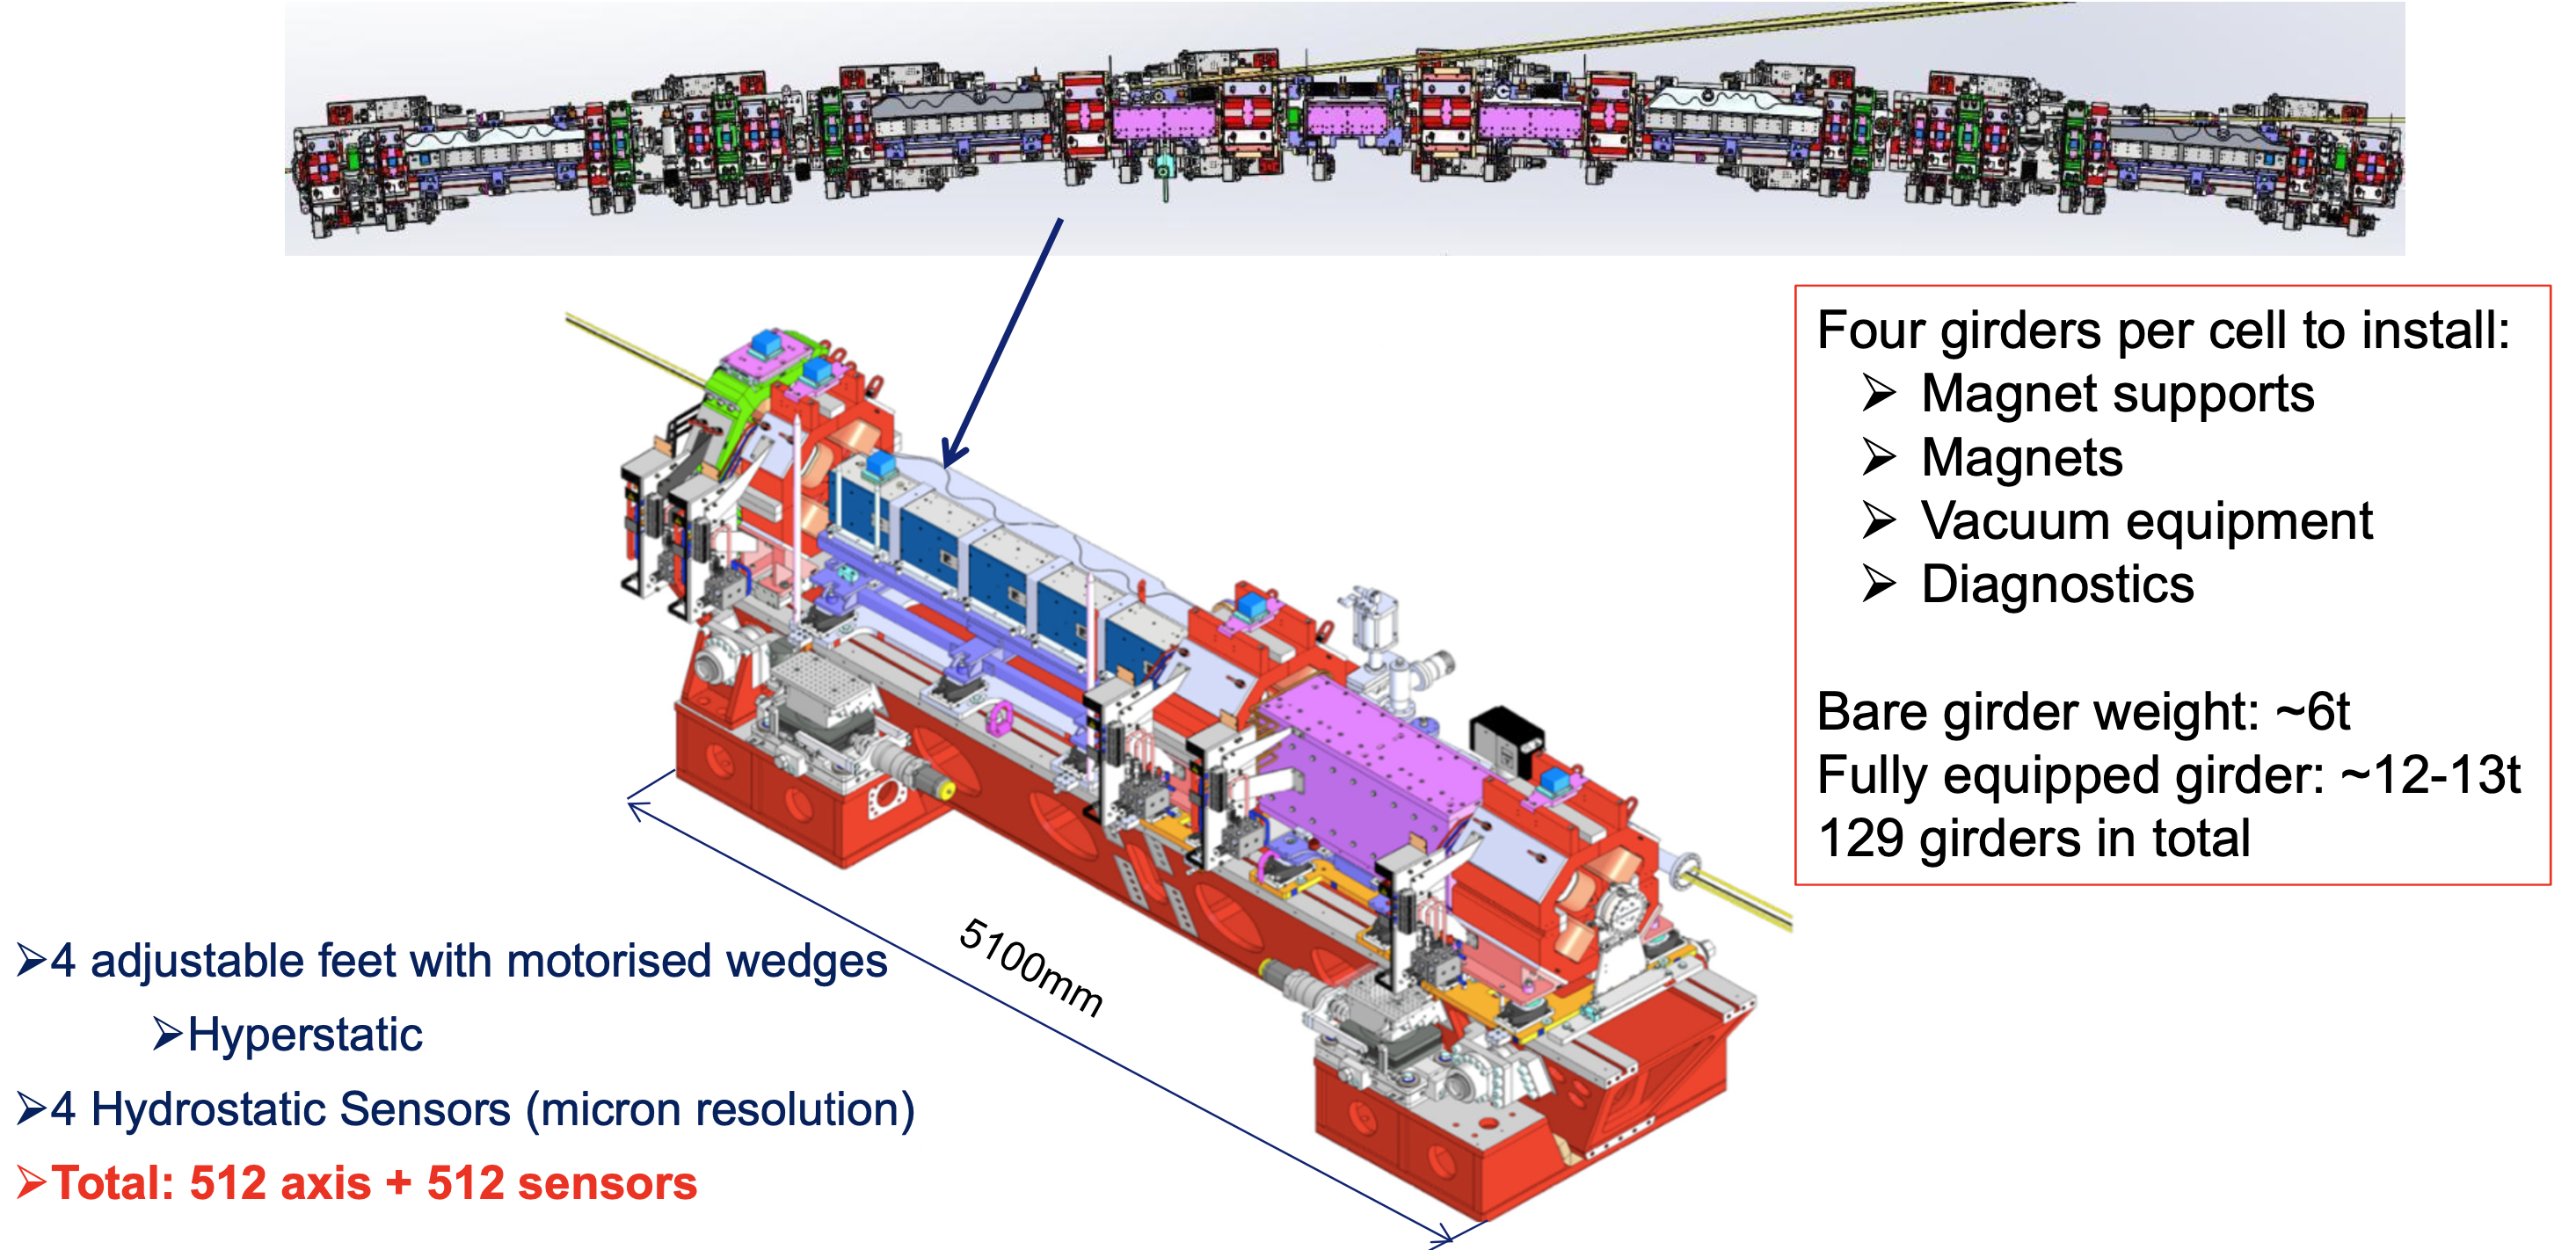 Four girders per cell to install:
➢ Magnet supports
➢ Magnets
➢ Vacuum equipment
➢ Diagnostics
Bare girder weight: ~6t
Fully equipped girder: ~12-13t
129 girders in total
5100mm
➢4 adjustable feet with motorised wedges
➢Hyperstatic
➢4 Hydrostatic Sensors (micron resolution)
➢Total: 512 axis + 512 sensors